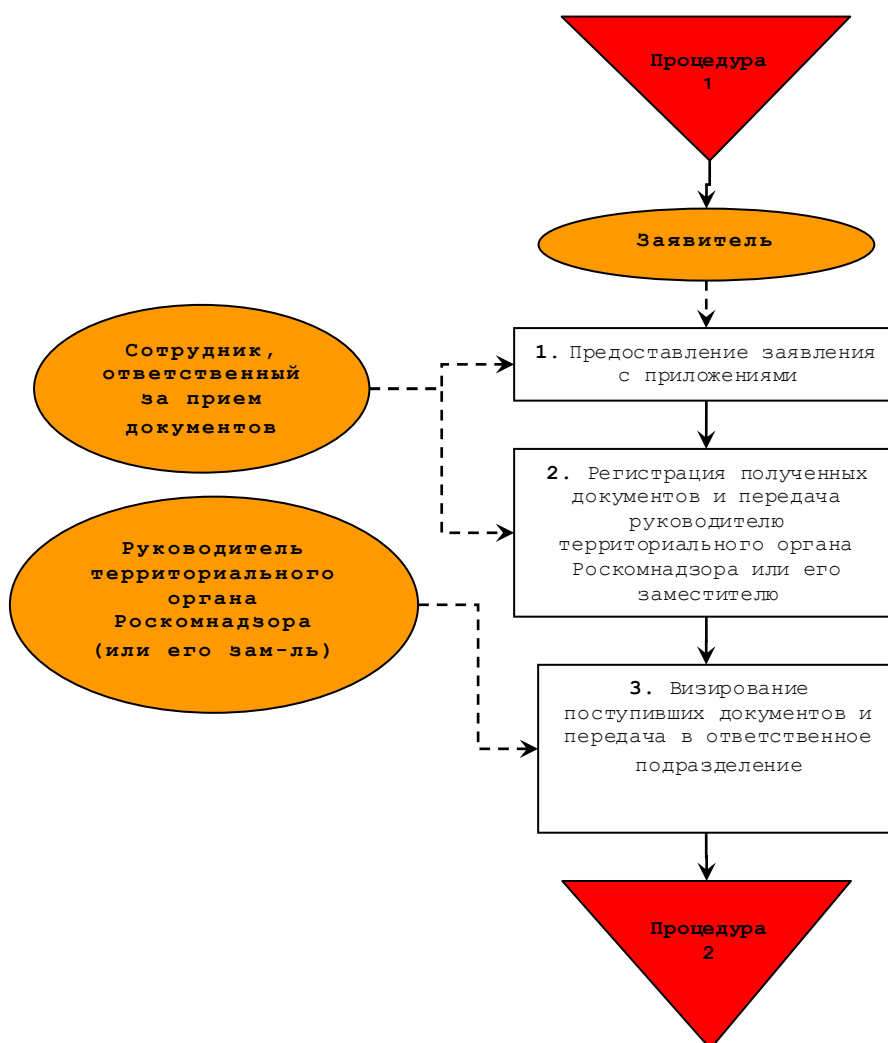 Процедура
1
Заявитель
Сотрудник,
ответственный
за прием
документов
1. Предоставление заявления
с приложениями
2. Регистрация полученных
документов и передача
руководителю
территориального органа
Роскомнадзора или его
заместителю
Руководитель
территориального
органа
Роскомнадзора
(или его зам-ль)
3. Визирование
поступивших документов и
передача в ответственное
подразделение
Процедура
2